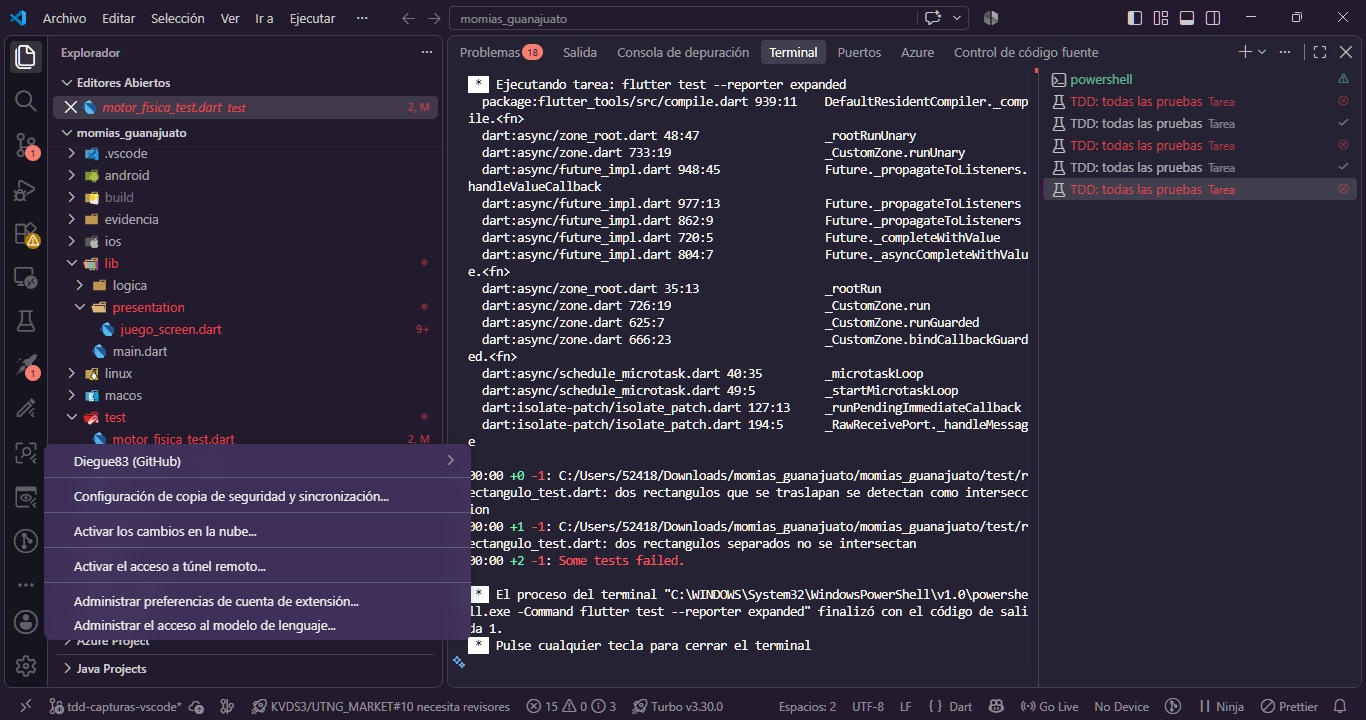 Archivo Editar Selección Ver Ir a Ejecutar ···
momias_guanajuato
Explorador
Editores Abiertos
motor_fisica_test.dart test 2, M
momias_guanajuato
.vscode
android
build
evidencia
ios
lib
logica
presentation
juego_screen.dart 9+
main.dart
linux
macos
test
motor_fisica_test.dart 2, M
Diegue83 (GitHub)
Configuración de copia de seguridad y sincronización...
Activar los cambios en la nube...
Activar el acceso a túnel remoto...
Administrar preferencias de cuenta de extensión...
Administrar el acceso al modelo de lenguaje...
Azure Project
Java Projects
1
1
Problemas 18 Salida Consola de depuración Terminal Puertos Azure Control de código fuente
* Ejecutando tarea: flutter test --reporter expanded
package:flutter_tools/src/compile.dart 939:11 DefaultResidentCompiler._comp
ile.<fn>
dart:async/zone_root.dart 48:47 _rootRunUnary
dart:async/zone.dart 733:19 _CustomZone.runUnary
dart:async/future_impl.dart 948:45 Future._propagateToListeners.
handleValueCallback
dart:async/future_impl.dart 977:13 Future._propagateToListeners
dart:async/future_impl.dart 862:9 Future._propagateToListeners
dart:async/future_impl.dart 720:5 Future._completeWithValue
dart:async/future_impl.dart 804:7 Future._asyncCompleteWithValu
e.<fn>
dart:async/zone_root.dart 35:13 _rootRun
dart:async/zone.dart 726:19 _CustomZone.run
dart:async/zone.dart 625:7 _CustomZone.runGuarded
dart:async/zone.dart 666:23 _CustomZone.bindCallbackGuard
ed.<fn>
dart:async/schedule_microtask.dart 40:35 _microtaskLoop
dart:async/schedule_microtask.dart 49:5 _startMicrotaskLoop
dart:isolate-patch/isolate_patch.dart 127:13 _runPendingImmediateCallback
dart:isolate-patch/isolate_patch.dart 194:5 _RawReceivePort._handleMessag
e
00:00 +0 -1: C:/Users/52418/Downloads/momias_guanajuato/momias_guanajuato/test/r
ectangulo_test.dart: dos rectangulos que se traslapan se detectan como intersecc
ion
00:00 +1 -1: C:/Users/52418/Downloads/momias_guanajuato/momias_guanajuato/test/r
ectangulo_test.dart: dos rectangulos separados no se intersectan
00:00 +2 -1: Some tests failed.
* El proceso del terminal "C:\WINDOWS\System32\WindowsPowerShell\v1.0\powershe
ll.exe -Command flutter test --reporter expanded" finalizó con el código de sali
da 1.
* Pulse cualquier tecla para cerrar el terminal
powershell
TDD: todas las pruebas Tarea
TDD: todas las pruebas Tarea
TDD: todas las pruebas Tarea
TDD: todas las pruebas Tarea
TDD: todas las pruebas Tarea
tdd-capturas-vscode* KVDS3/UTNG_MARKET#10 necesita revisores 15 0 3 Turbo v3.30.0 Espacios: 2 UTF-8 LF { } Dart Go Live No Device Ninja Prettier